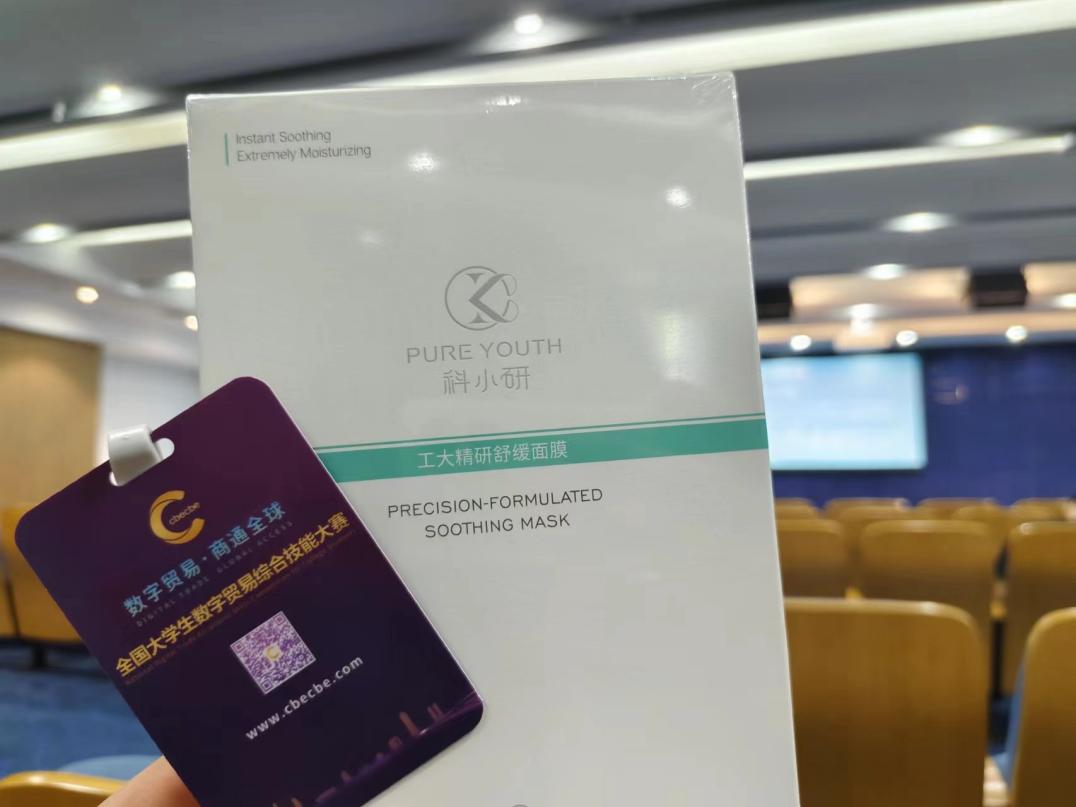 Instant Soothing
Extremely Moisturizing
PURE YOUTH
科小研
工大精研舒缓面膜
PRECISION-FORMULATED
SOOTHING MASK
cbecbe
数字贸易·商通全球
DIGITAL TRADE GLOBAL ACCESS
全国大学生数字贸易综合技能大赛
www.cbecbe.com